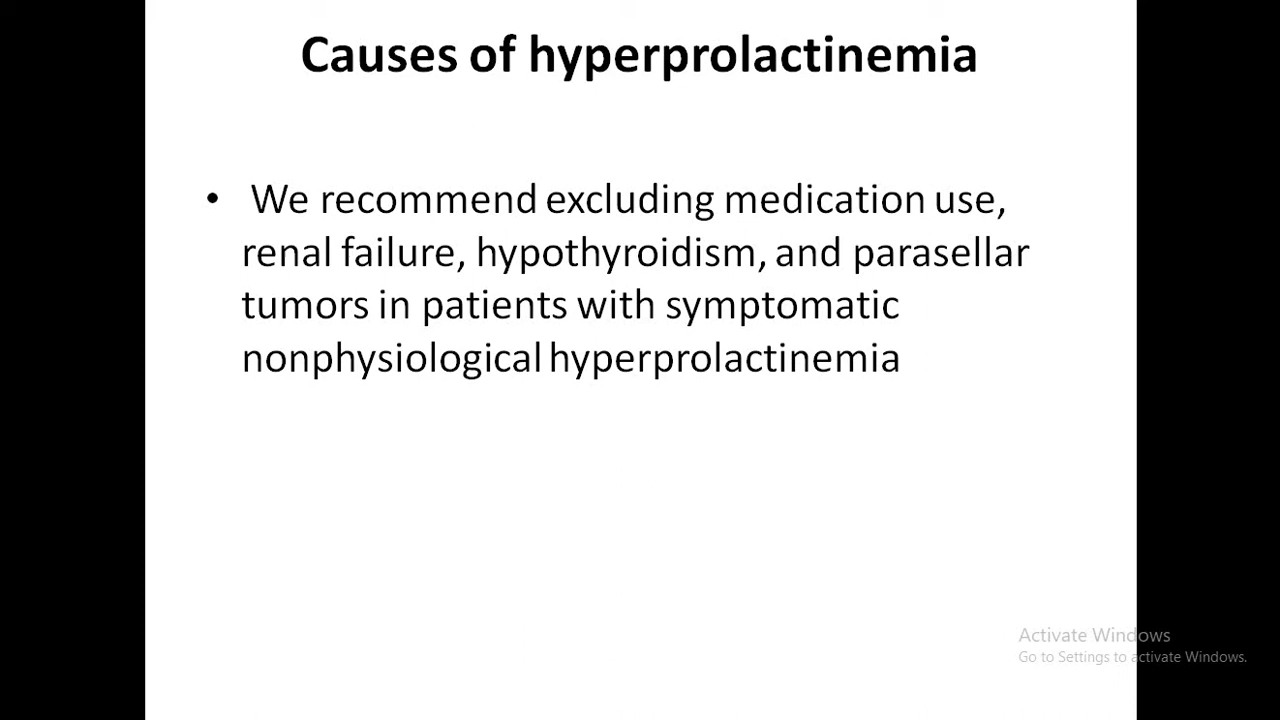 Causes of hyperprolactinemia
• We recommend excluding medication use,
renal failure, hypothyroidism, and parasellar
tumors in patients with symptomatic
nonphysiological hyperprolactinemia
Activate Windows
Go to Settings to activate Windows.